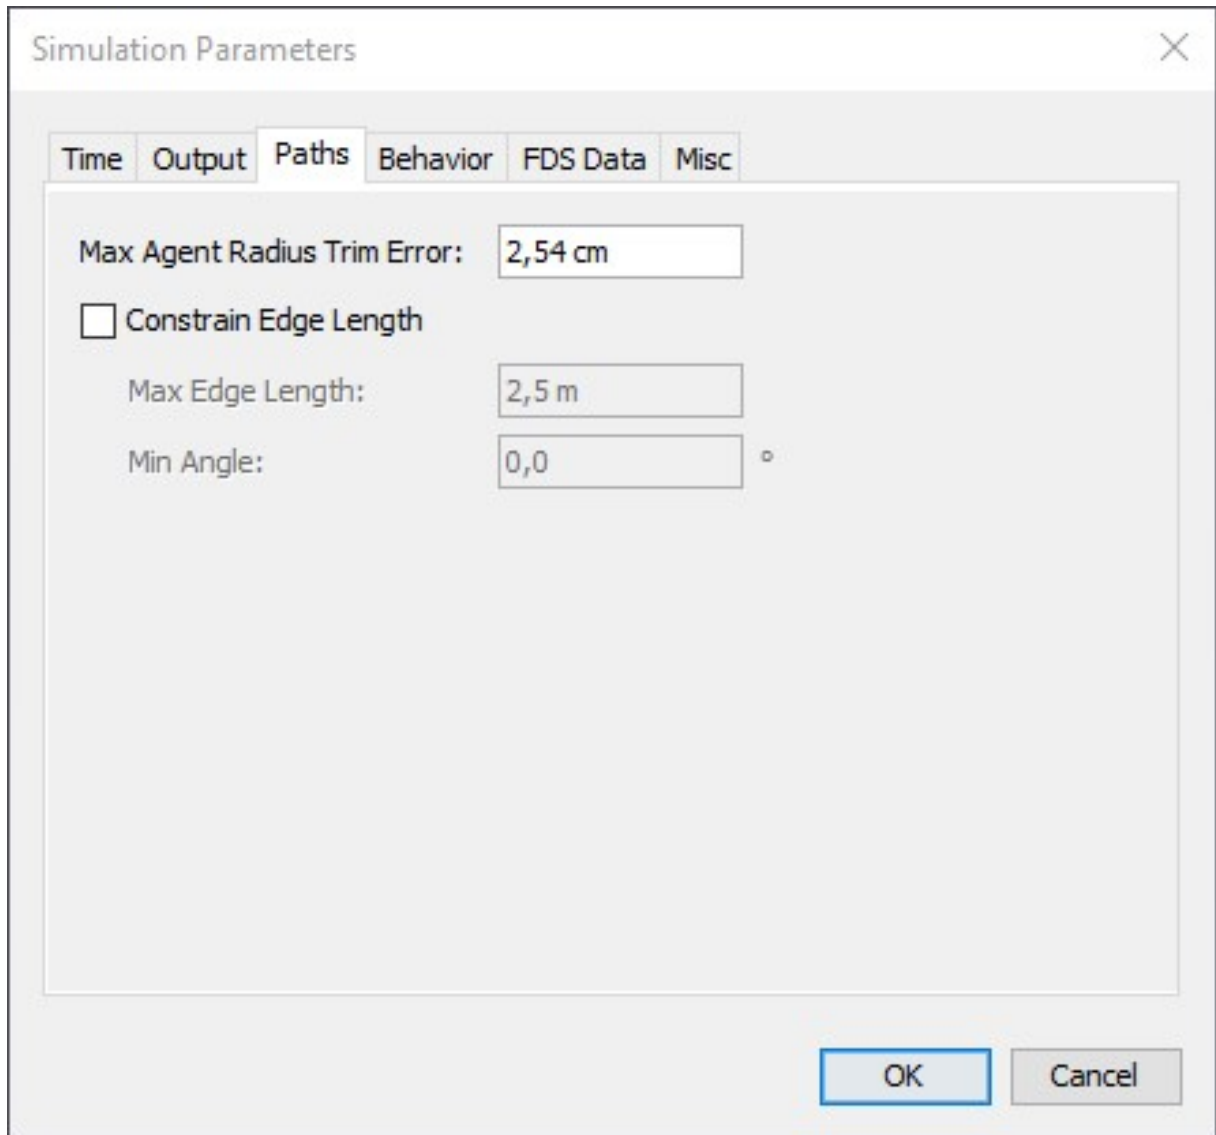 Simulation Parameters
Time Output Paths Behavior FDS Data Misc
Max Agent Radius Trim Error: 2,54 cm
Constrain Edge Length
Max Edge Length: 2,5 m
Min Angle: 0,0 °
OK Cancel